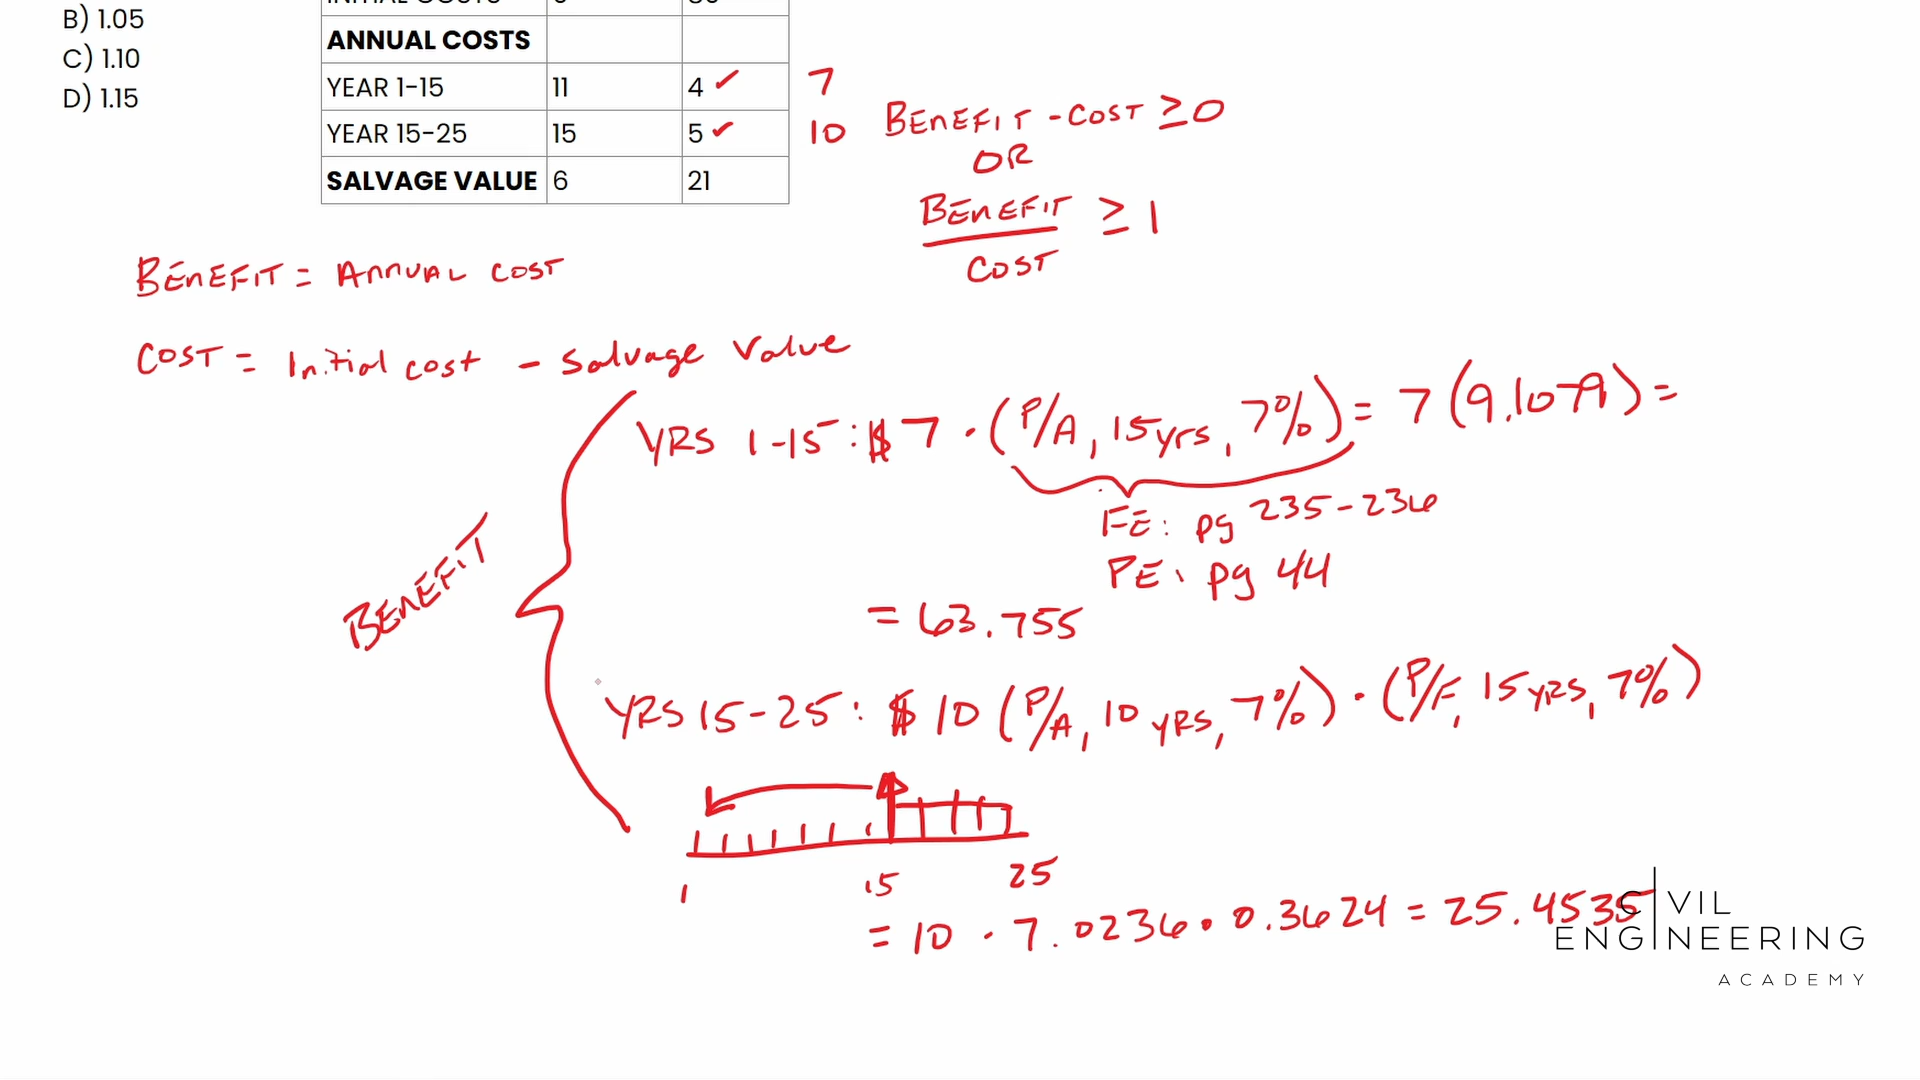 B) 1.05
C) 1.10
D) 1.15
ANNUAL COSTS
YEAR 1-15 11 4 ✓ 7
YEAR 15-25 15 5 ✓ 10
SALVAGE VALUE 6 21
BENEFIT - COST ≥ 0
OR
BENEFIT ≥ 1
COST
BENEFIT = ANNUAL COST
COST = Initial cost - Salvage Value
BENEFIT
YRS 1-15: $7 · (P/A, 15yrs, 7%) = 7 (9.1079) =
FE: pg 235-236
PE: pg 44
= 63.755
YRS 15-25: $10 (P/A, 10 YRS, 7%) · (P/F, 15 YRS, 7%)
1 15 25
= 10 · 7.0236 · 0.3624 = 25.4535
CIVIL
ENGINEERING
ACADEMY